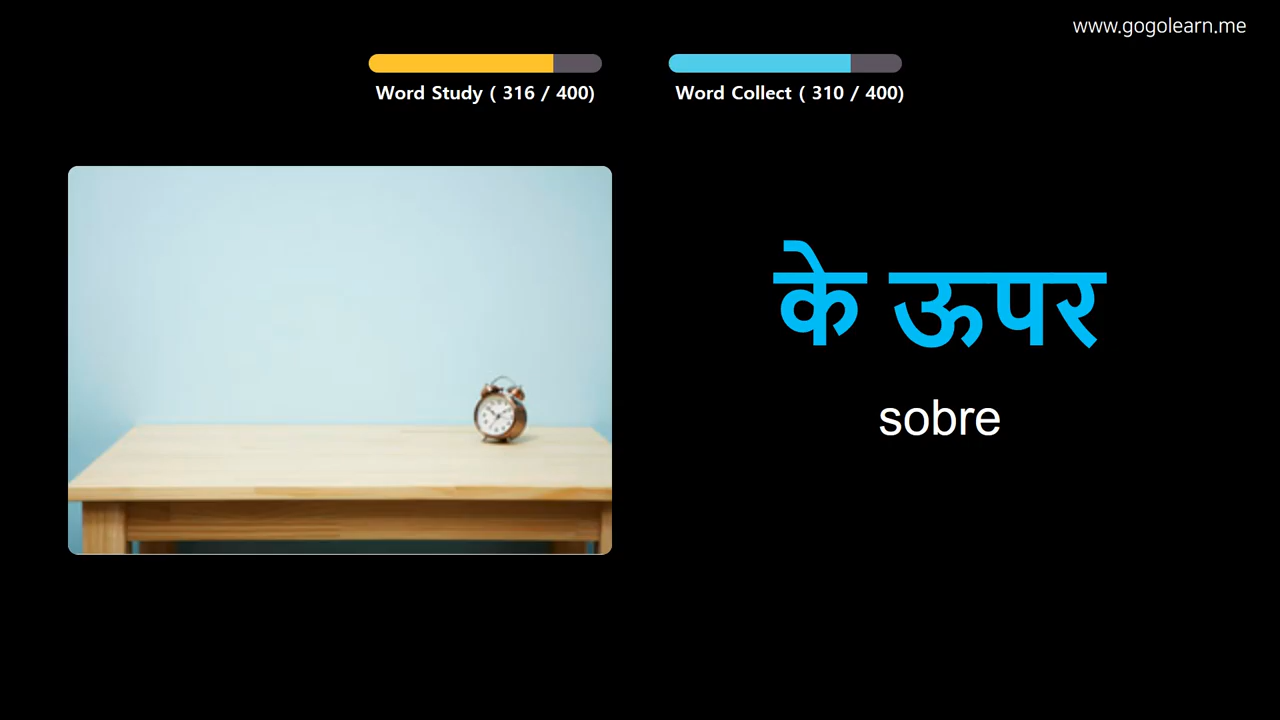 www.gogolearn.me
Word Study ( 316 / 400)
Word Collect ( 310 / 400)
के ऊपर
sobre